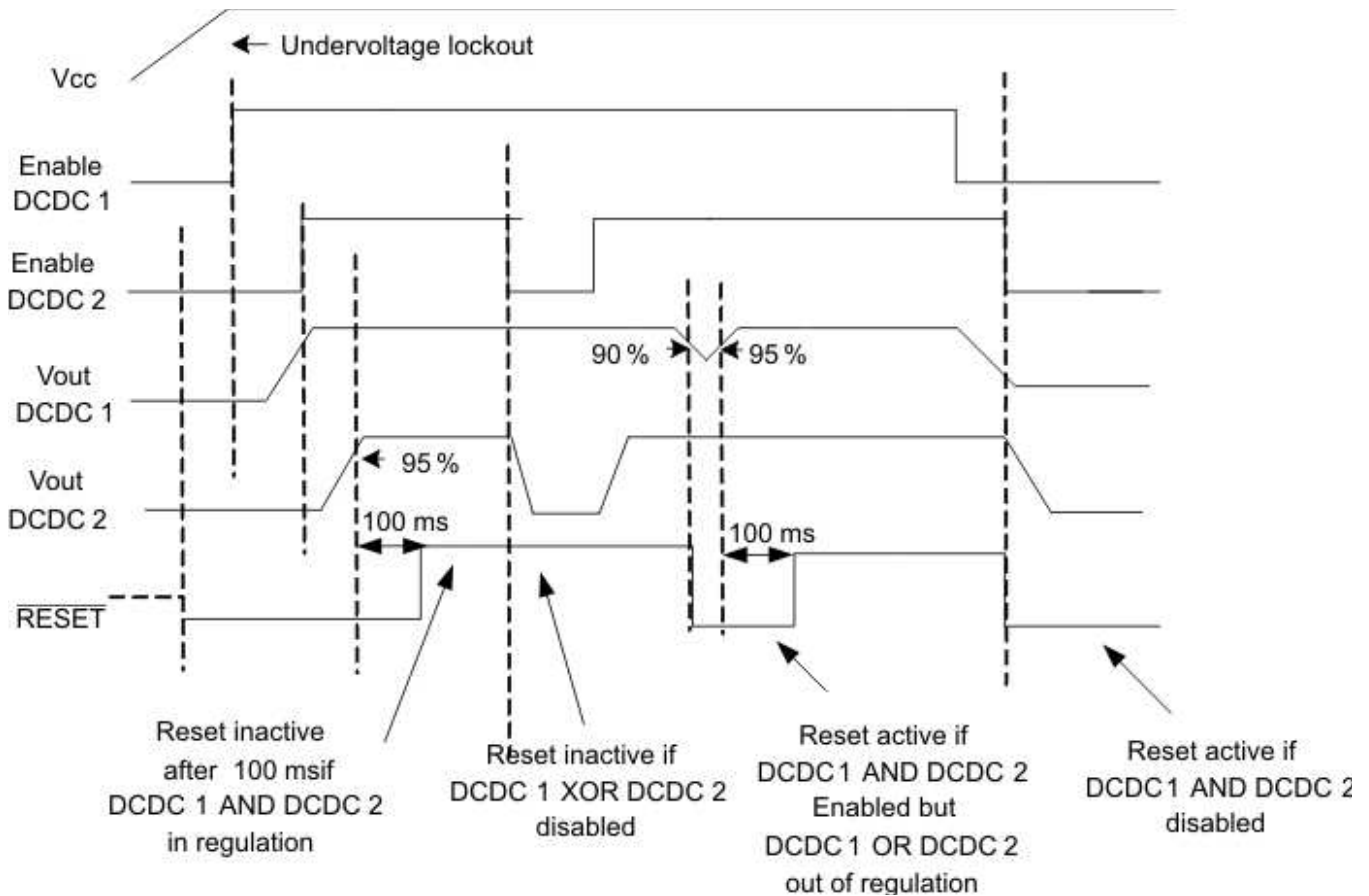 ← Undervoltage lockout
Vcc
Enable
DCDC 1
Enable
DCDC 2
90 %
95 %
Vout
DCDC 1
95 %
Vout
DCDC 2
100 ms
100 ms
RESET
Reset inactive
after 100 msif
DCDC 1 AND DCDC 2
in regulation
Reset inactive if
DCDC 1 XOR DCDC 2
disabled
Reset active if
DCDC1 AND DCDC 2
Enabled but
DCDC1 OR DCDC2
out of regulation
Reset active if
DCDC1 AND DCDC 2
disabled